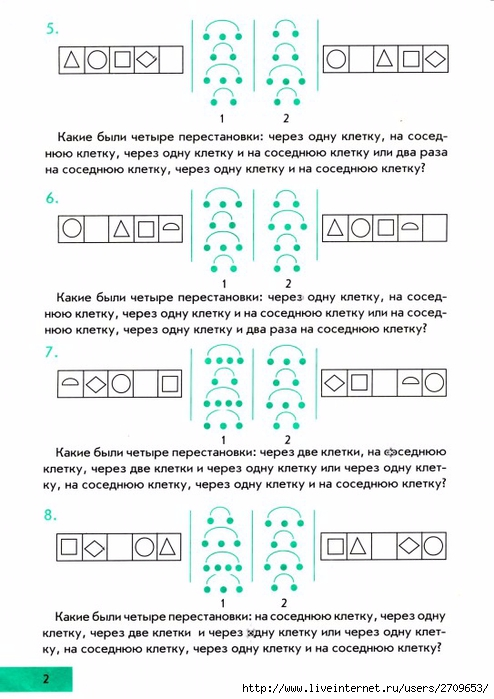 5.
1 2
Какие были четыре перестановки: через одну клетку, на сосед-
нюю клетку, через одну клетку и на соседнюю клетку или два раза
на соседнюю клетку, через одну клетку и на соседнюю клетку?
6.
1 2
Какие были четыре перестановки: через одну клетку, на сосед-
нюю клетку, через одну клетку и на соседнюю клетку или на сосед-
нюю клетку, через одну клетку и два раза на соседнюю клетку?
7.
1 2
Какие были четыре перестановки: через две клетки, на соседнюю
клетку, через две клетки и через одну клетку или через одну клет-
ку, на соседнюю клетку, через одну клетку и на соседнюю клетку?
8.
1 2
Какие были четыре перестановки: на соседнюю клетку, через одну
клетку, через две клетки и через одну клетку или через одну клет-
ку, на соседнюю клетку, через одну клетку и на соседнюю клетку?
2
http://www.liveinternet.ru/users/2709653/